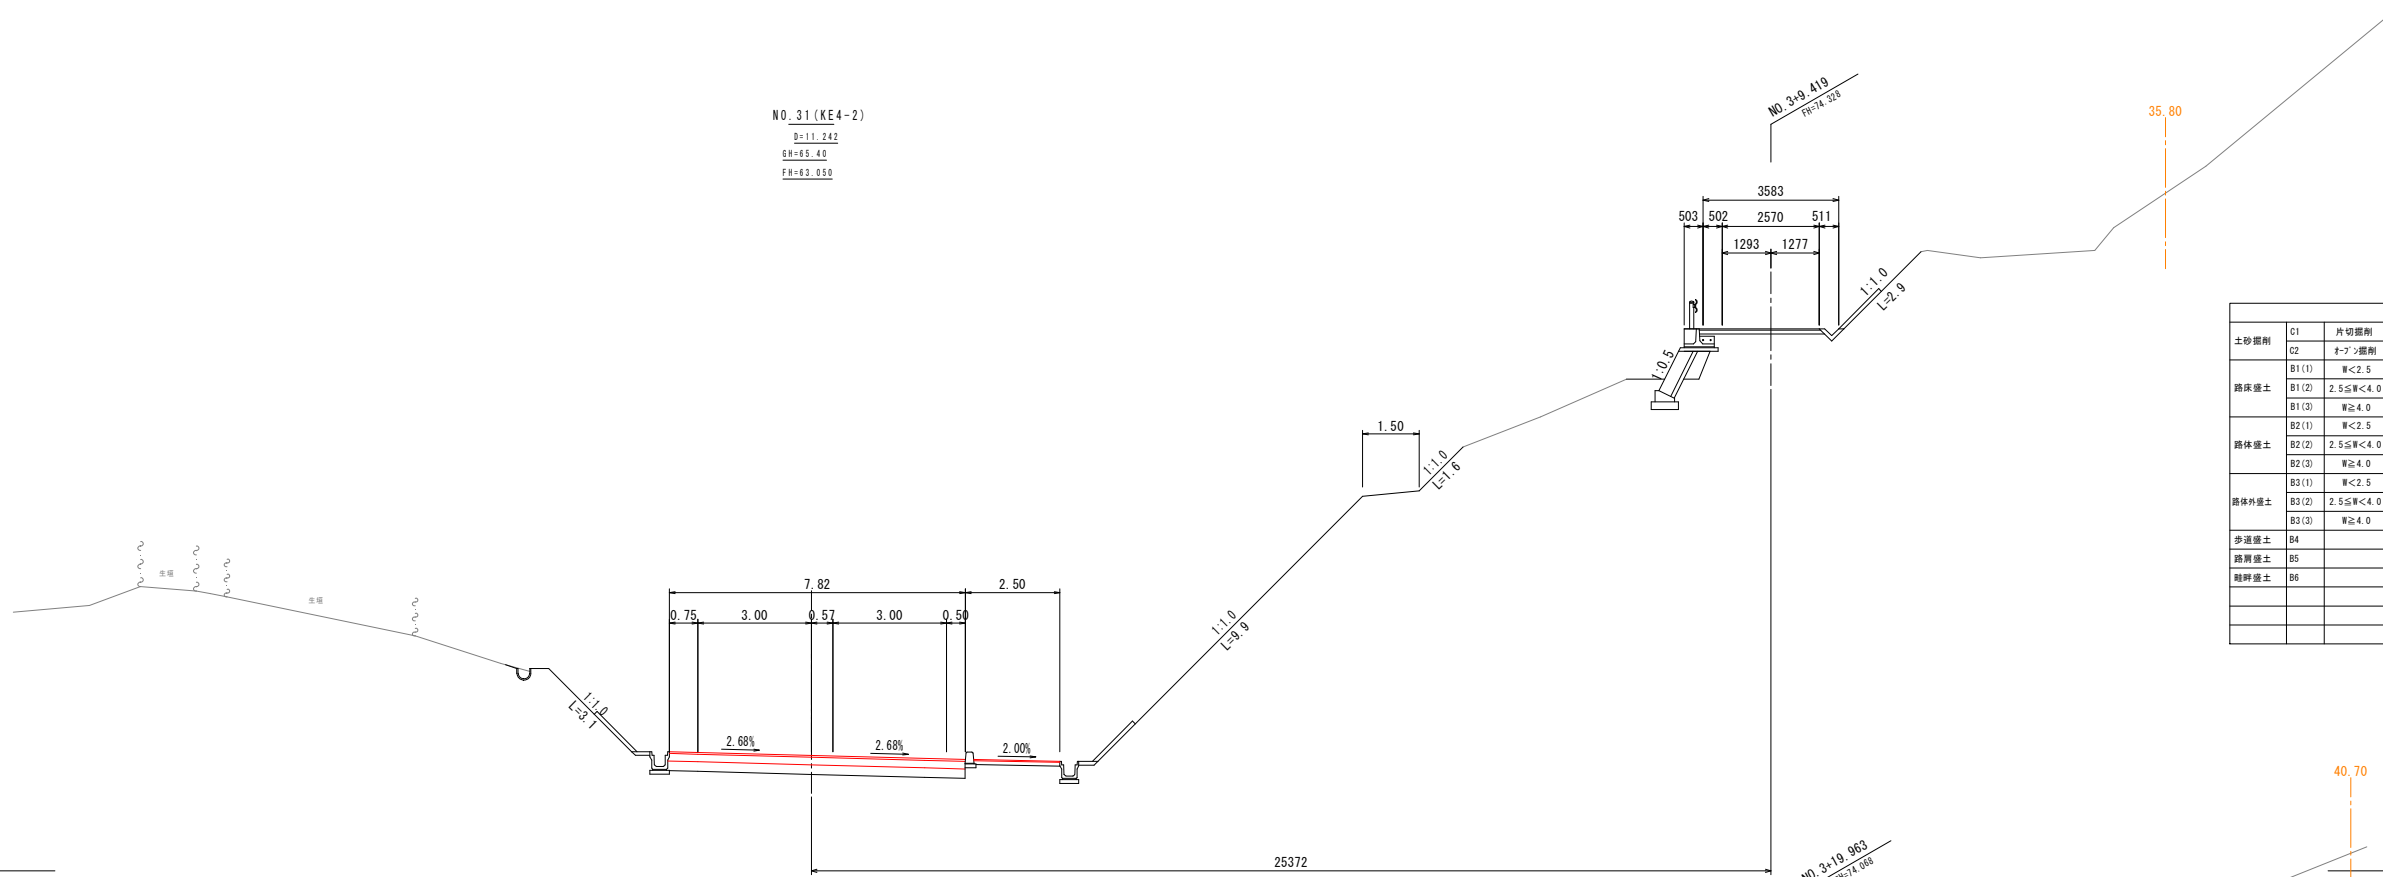 NO.31(KE4-2)
D=11.242
GH=65.40
FH=63.050
NO.3+9.419
FH=74.328
35.80
3583
503 502 2570 511
1293 1277
1:1.0
L=2.9
1:0.5
1.50
1:1.0
L=1.6
1:1.0
L=9.9
生垣
生垣
7.82 2.50
0.75 3.00 0.57 3.00 0.50
1:1.0
L=3.1
2.68% 2.68% 2.00%
25372
40.70
NO.3+19.963
FH=74.068
土砂掘削 C1 片切掘削
C2 オープン掘削
路床盛土 B1(1) W<2.5
B1(2) 2.5≦W<4.0
B1(3) W≧4.0
路体盛土 B2(1) W<2.5
B2(2) 2.5≦W<4.0
B2(3) W≧4.0
路体外盛土 B3(1) W<2.5
B3(2) 2.5≦W<4.0
B3(3) W≧4.0
歩道盛土 B4
路肩盛土 B5
畦畔盛土 B6